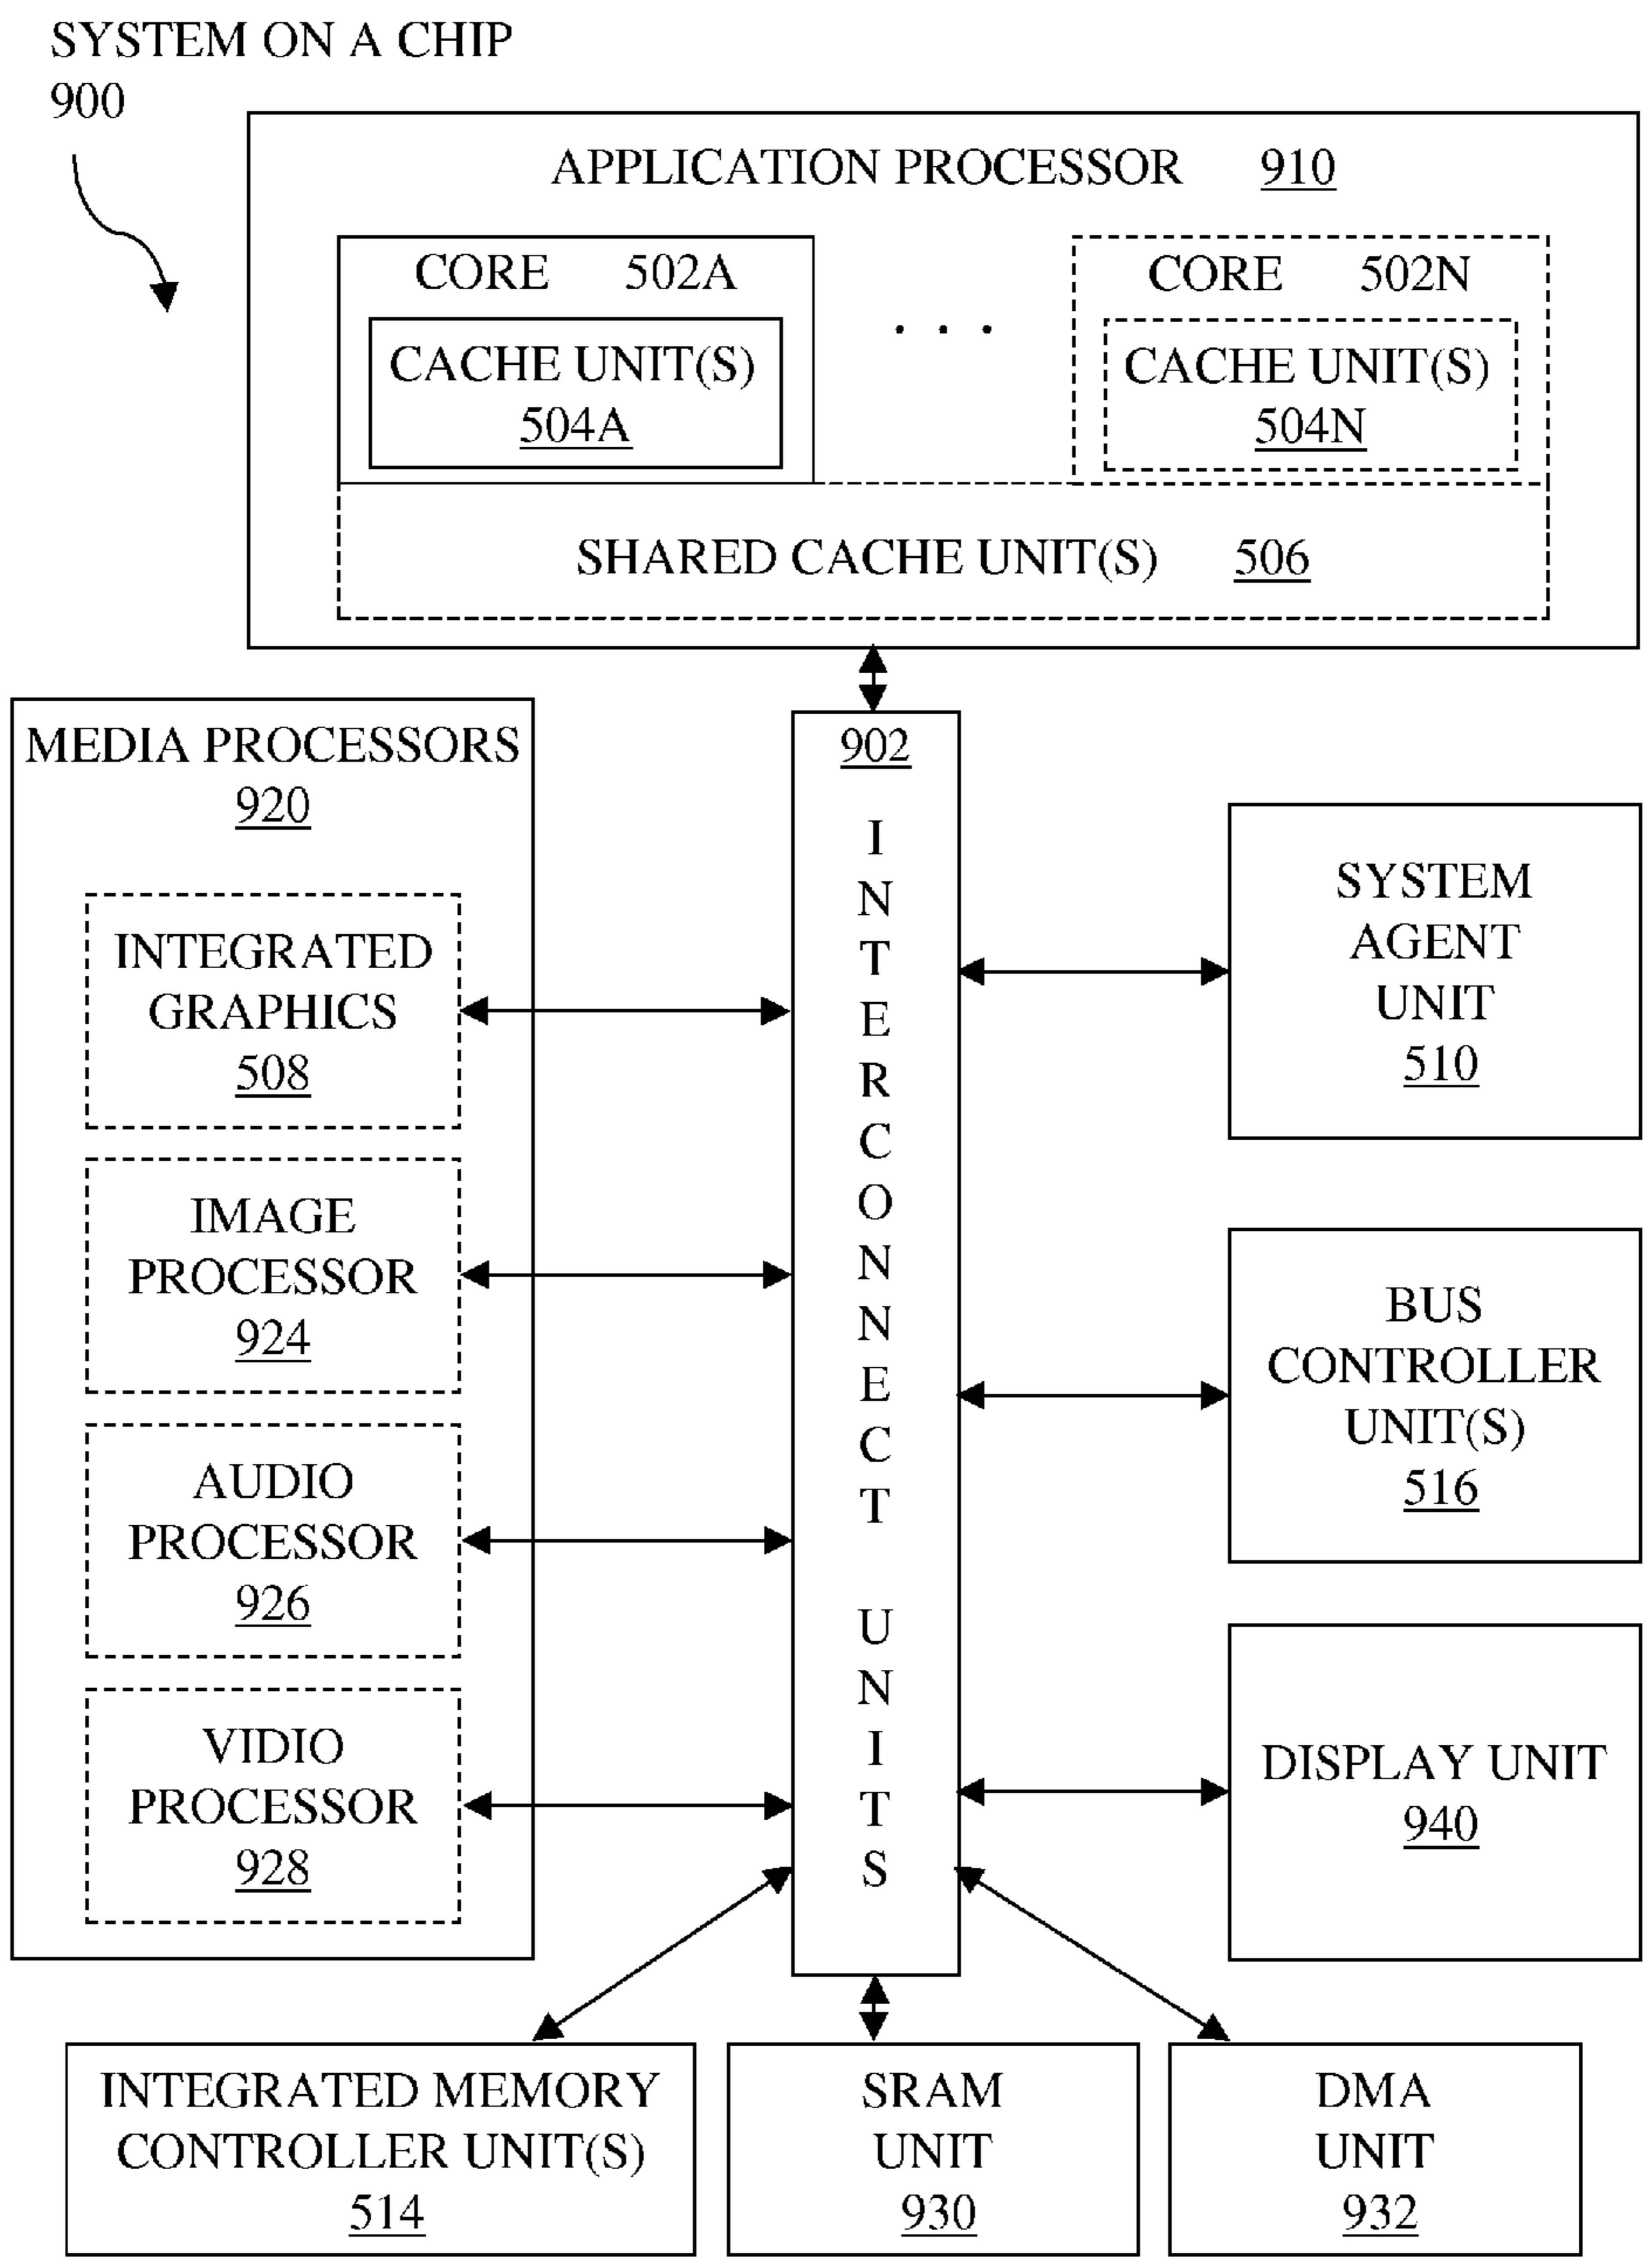 SYSTEM ON A CHIP
900
APPLICATION PROCESSOR 910
CORE 502A
CACHE UNIT(S)
504A
. . .
CORE 502N
CACHE UNIT(S)
504N
SHARED CACHE UNIT(S) 506
MEDIA PROCESSORS
920
INTEGRATED
GRAPHICS
508
IMAGE
PROCESSOR
924
AUDIO
PROCESSOR
926
VIDIO
PROCESSOR
928
902
INTERCONNECT UNITS
SYSTEM
AGENT
UNIT
510
BUS
CONTROLLER
UNIT(S)
516
DISPLAY UNIT
940
INTEGRATED MEMORY
CONTROLLER UNIT(S)
514
SRAM
UNIT
930
DMA
UNIT
932